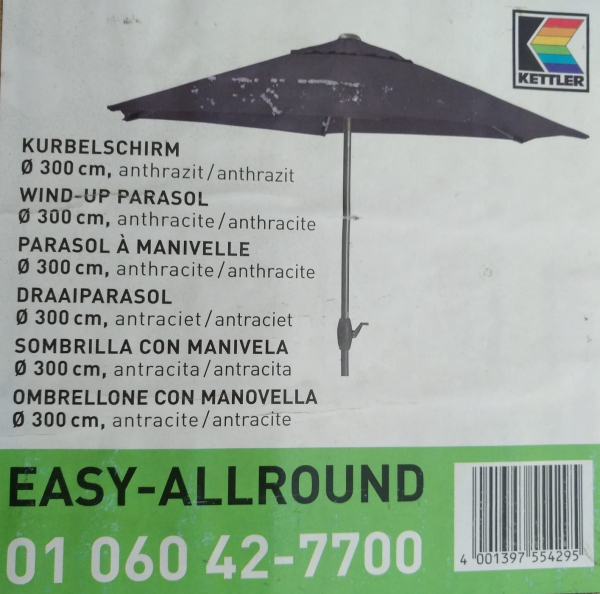 KETTLER
KURBELSCHIRM
Ø 300 cm, anthrazit/anthrazit
WIND-UP PARASOL
Ø 300 cm, anthracite/anthracite
PARASOL À MANIVELLE
Ø 300 cm, anthracite/anthracite
DRAAIPARASOL
Ø 300 cm, antraciet/antraciet
SOMBRILLA CON MANIVELA
Ø 300 cm, antracita/antracita
OMBRELLONE CON MANOVELLA
Ø 300 cm, antracite/antracite
EASY-ALLROUND
01 060 42-7700
4 001397 554295